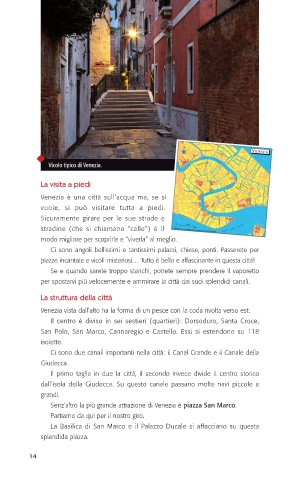 Venezia
Vicolo tipico di Venezia.
La visita a piedi
Venezia è una città sull'acqua ma, se si
vuole, si può visitare tutta a piedi.
Sicuramente girare per le sue strade e
stradine (che si chiamano "calle") è il
modo migliore per scoprirla e "viverla" al meglio.
Ci sono angoli bellissimi e tantissimi palazzi, chiese, ponti. Passerete per
piazze incantate e vicoli misteriosi... Tutto è bello e affascinante in questa città!
Se e quando sarete troppo stanchi, potrete sempre prendere il vaporetto
per spostarvi più velocemente e ammirare la città dai suoi splendidi canali.
La struttura della città
Venezia vista dall'alto ha la forma di un pesce con la coda rivolta verso est.
Il centro è diviso in sei sestieri (quartieri): Dorsoduro, Santa Croce,
San Polo, San Marco, Cannaregio e Castello. Essi si estendono su 118
isolette.
Ci sono due canali importanti nella città: il Canal Grande e il Canale della
Giudecca.
Il primo taglia in due la città, il secondo invece divide il centro storico
dall'isola della Giudecca. Su questo canale passano molte navi piccole e
grandi.
Senz'altro la più grande attrazione di Venezia è piazza San Marco.
Partiamo da qui per il nostro giro.
La Basilica di San Marco e il Palazzo Ducale si affacciano su questa
splendida piazza.
14